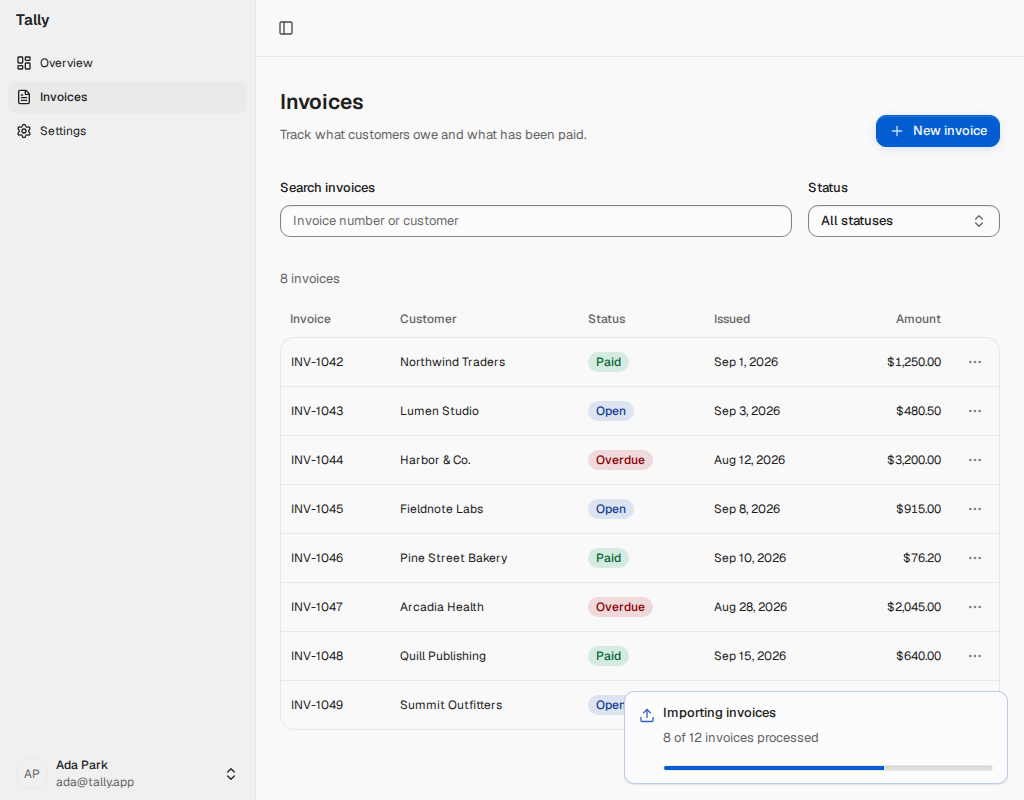 Tally
Overview
Invoices
Settings
Invoices
Track what customers owe and what has been paid.
New invoice
Search invoices
Status
Invoice number or customer
All statuses
8 invoices
Invoice Customer Status Issued Amount
INV-1042 Northwind Traders Paid Sep 1, 2026 $1,250.00
INV-1043 Lumen Studio Open Sep 3, 2026 $480.50
INV-1044 Harbor & Co. Overdue Aug 12, 2026 $3,200.00
INV-1045 Fieldnote Labs Open Sep 8, 2026 $915.00
INV-1046 Pine Street Bakery Paid Sep 10, 2026 $76.20
INV-1047 Arcadia Health Overdue Aug 28, 2026 $2,045.00
INV-1048 Quill Publishing Paid Sep 15, 2026 $640.00
INV-1049 Summit Outfitters Open
Importing invoices
8 of 12 invoices processed
AP
Ada Park
ada@tally.app